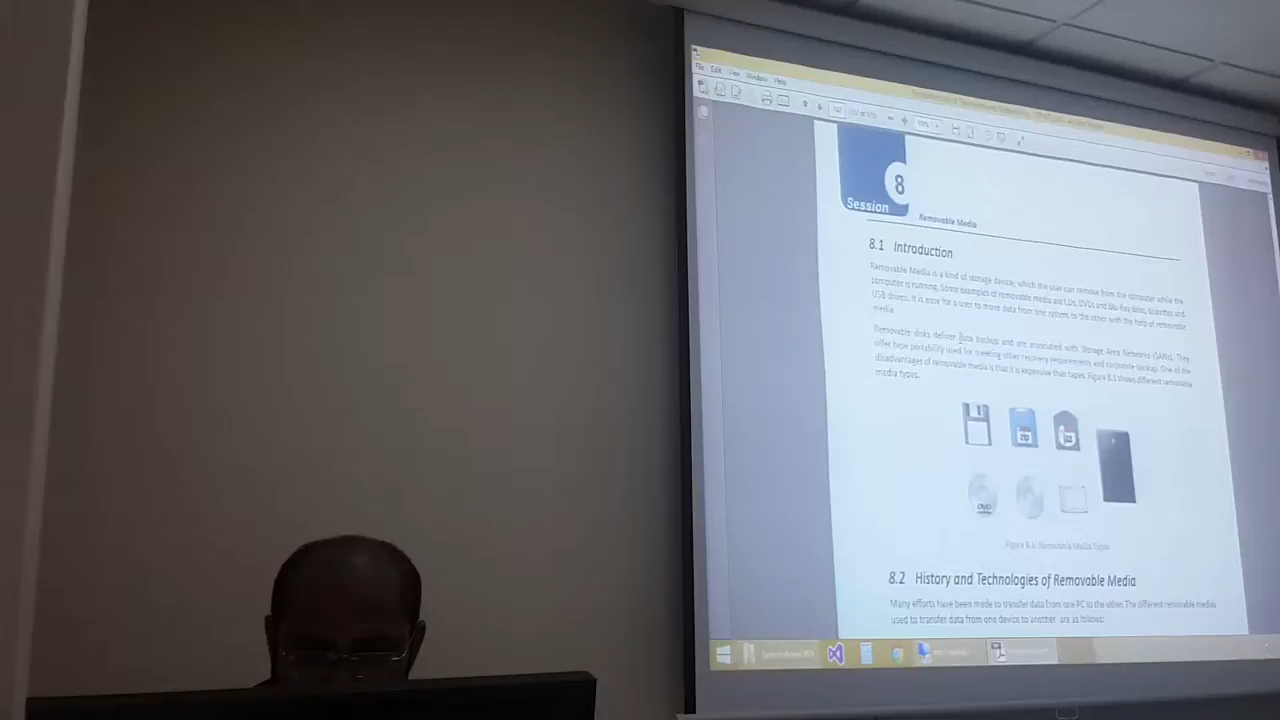 File Edit View Window Help
8
Session
Removable Media
8.1 Introduction
Removable Media is a kind of storage device, which the user can remove from the computer while the
computer is running. Some examples of removable media are CDs, DVDs and Blu-Ray discs, diskettes and
USB drives. It is easy for a user to move data from one system to the other with the help of removable
media.
Removable disks deliver data backup and are associated with Storage Area Networks (SANs). They
offer tape portability used for meeting other recovery requirements and corporate backup. One of the
disadvantages of removable media is that it is expensive than tapes. Figure 8.1 shows different removable
media types.
zip
jaz
DVD
Figure 8.1: Removable Media Types
8.2 History and Technologies of Removable Media
Many efforts have been made to transfer data from one PC to the other. The different removable medias
used to transfer data from one device to another are as follows: